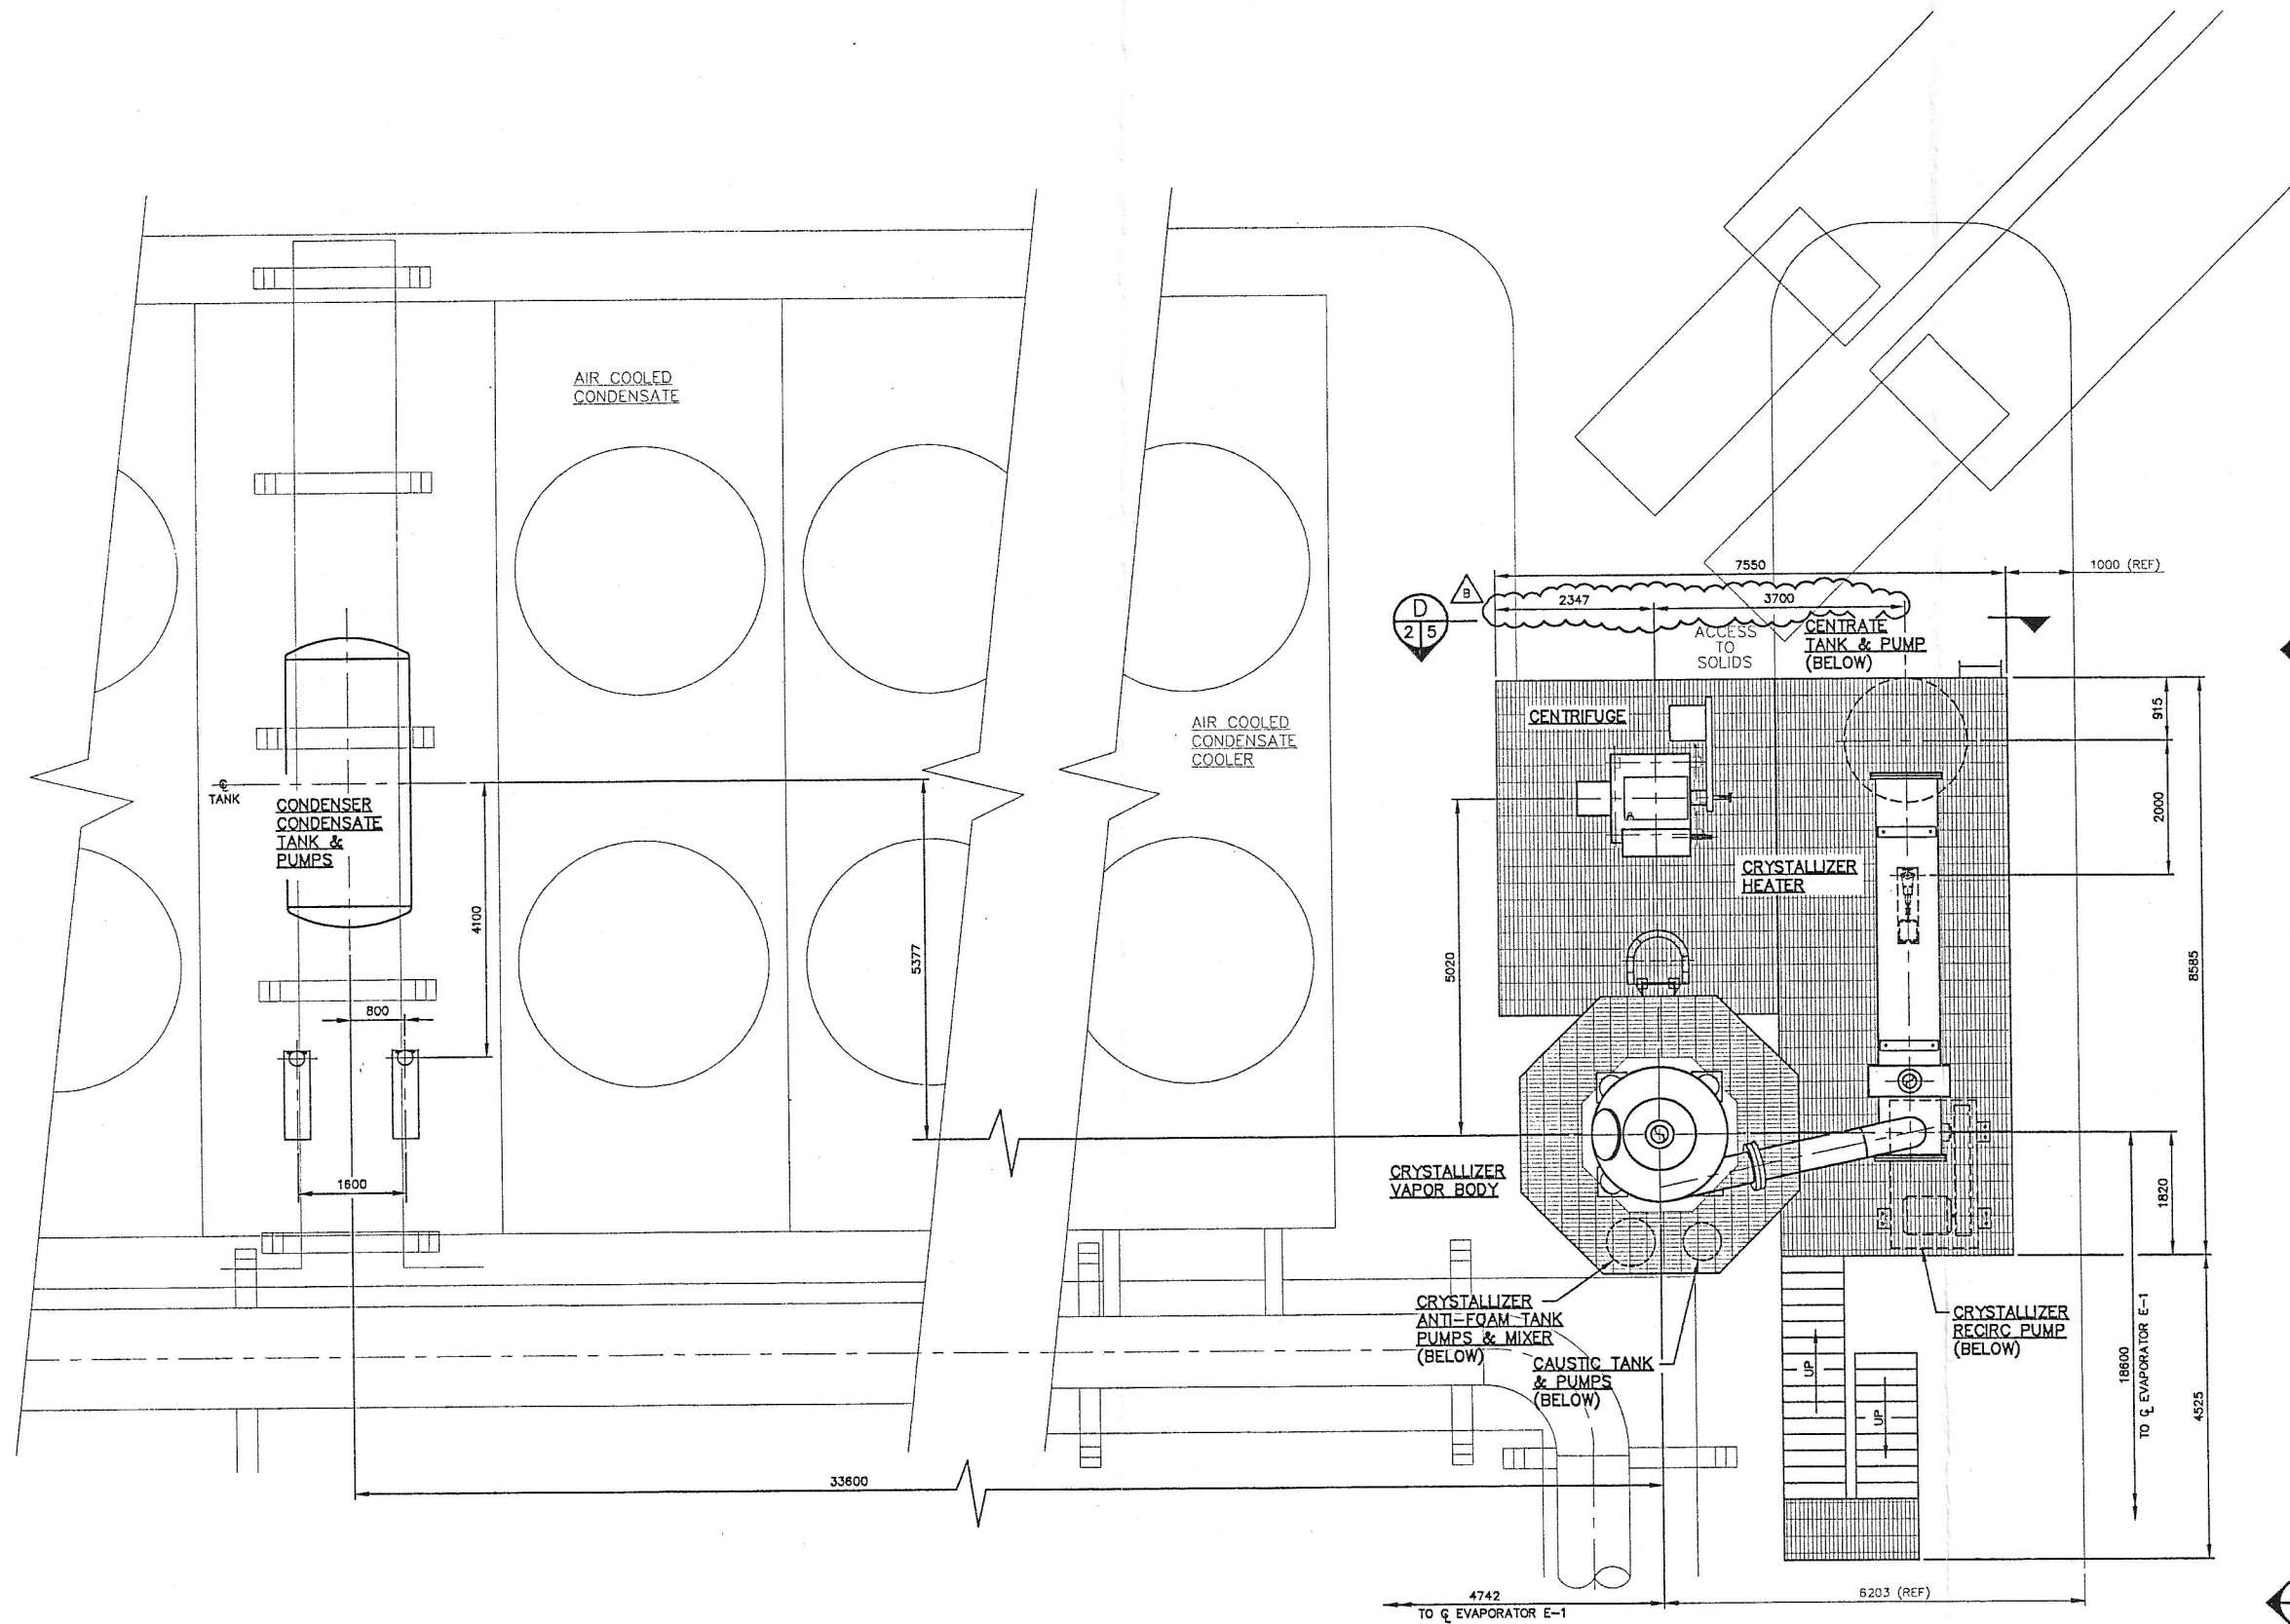 AIR COOLED
CONDENSATE
7550
1000 (REF)
B
D
2 5
2347
3700
ACCESS
TO
SOLIDS
CENTRATE
TANK & PUMP
(BELOW)
CENTRIFUGE
915
AIR COOLED
CONDENSATE
COOLER
℄
TANK
CONDENSER
CONDENSATE
TANK &
PUMPS
2000
CRYSTALLIZER
HEATER
4100
5377
5020
8585
800
CRYSTALLIZER
VAPOR BODY
1600
1820
CRYSTALLIZER
ANTI-FOAM TANK
PUMPS & MIXER
(BELOW)
CAUSTIC TANK
& PUMPS
(BELOW)
CRYSTALLIZER
RECIRC PUMP
(BELOW)
UP
UP
18600
TO ℄ EVAPORATOR E-1
4525
33600
4742
TO ℄ EVAPORATOR E-1
6203 (REF)